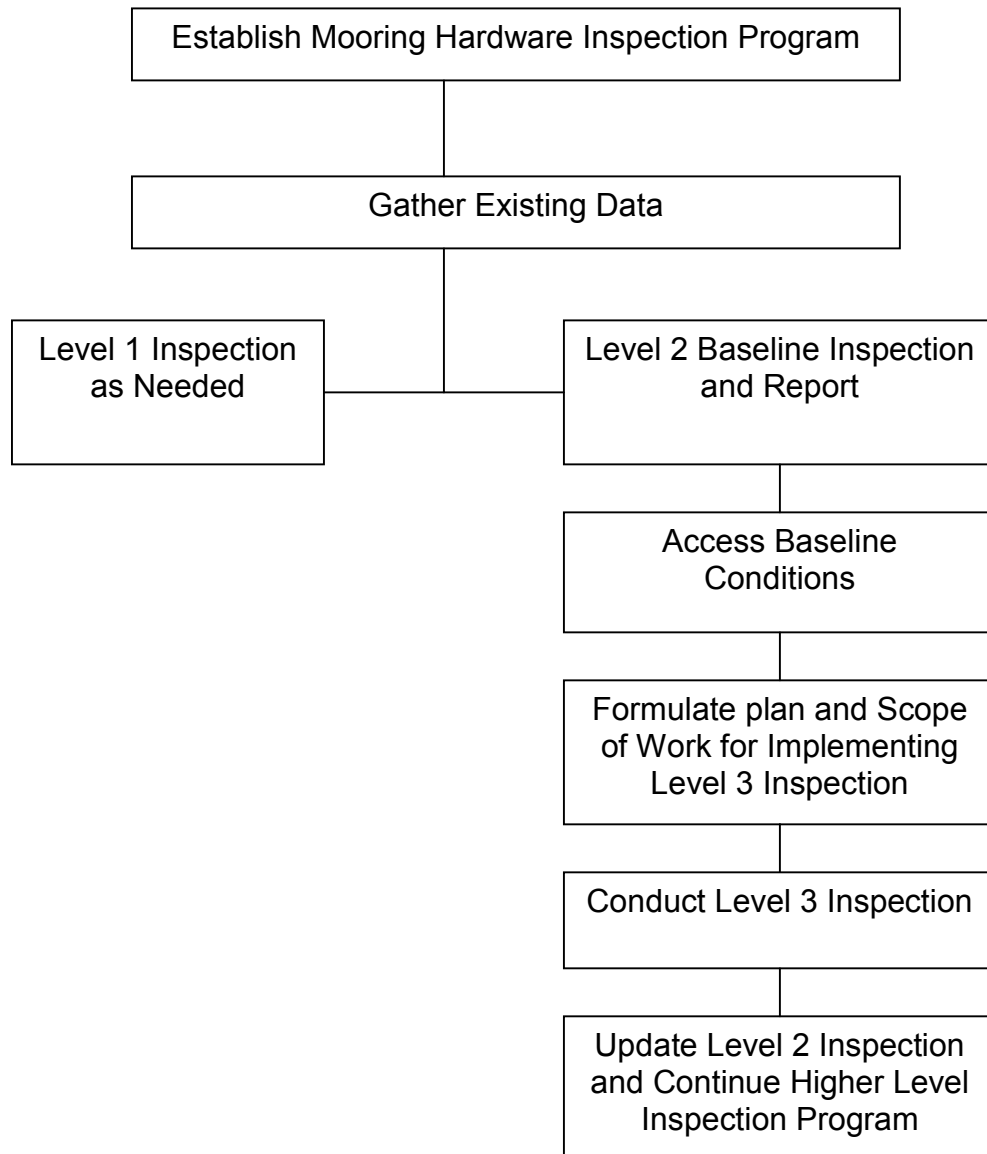 Establish Mooring Hardware Inspection Program
Gather Existing Data
Level 1 Inspection
as Needed
Level 2 Baseline Inspection
and Report
Access Baseline
Conditions
Formulate plan and Scope
of Work for Implementing
Level 3 Inspection
Conduct Level 3 Inspection
Update Level 2 Inspection
and Continue Higher Level
Inspection Program